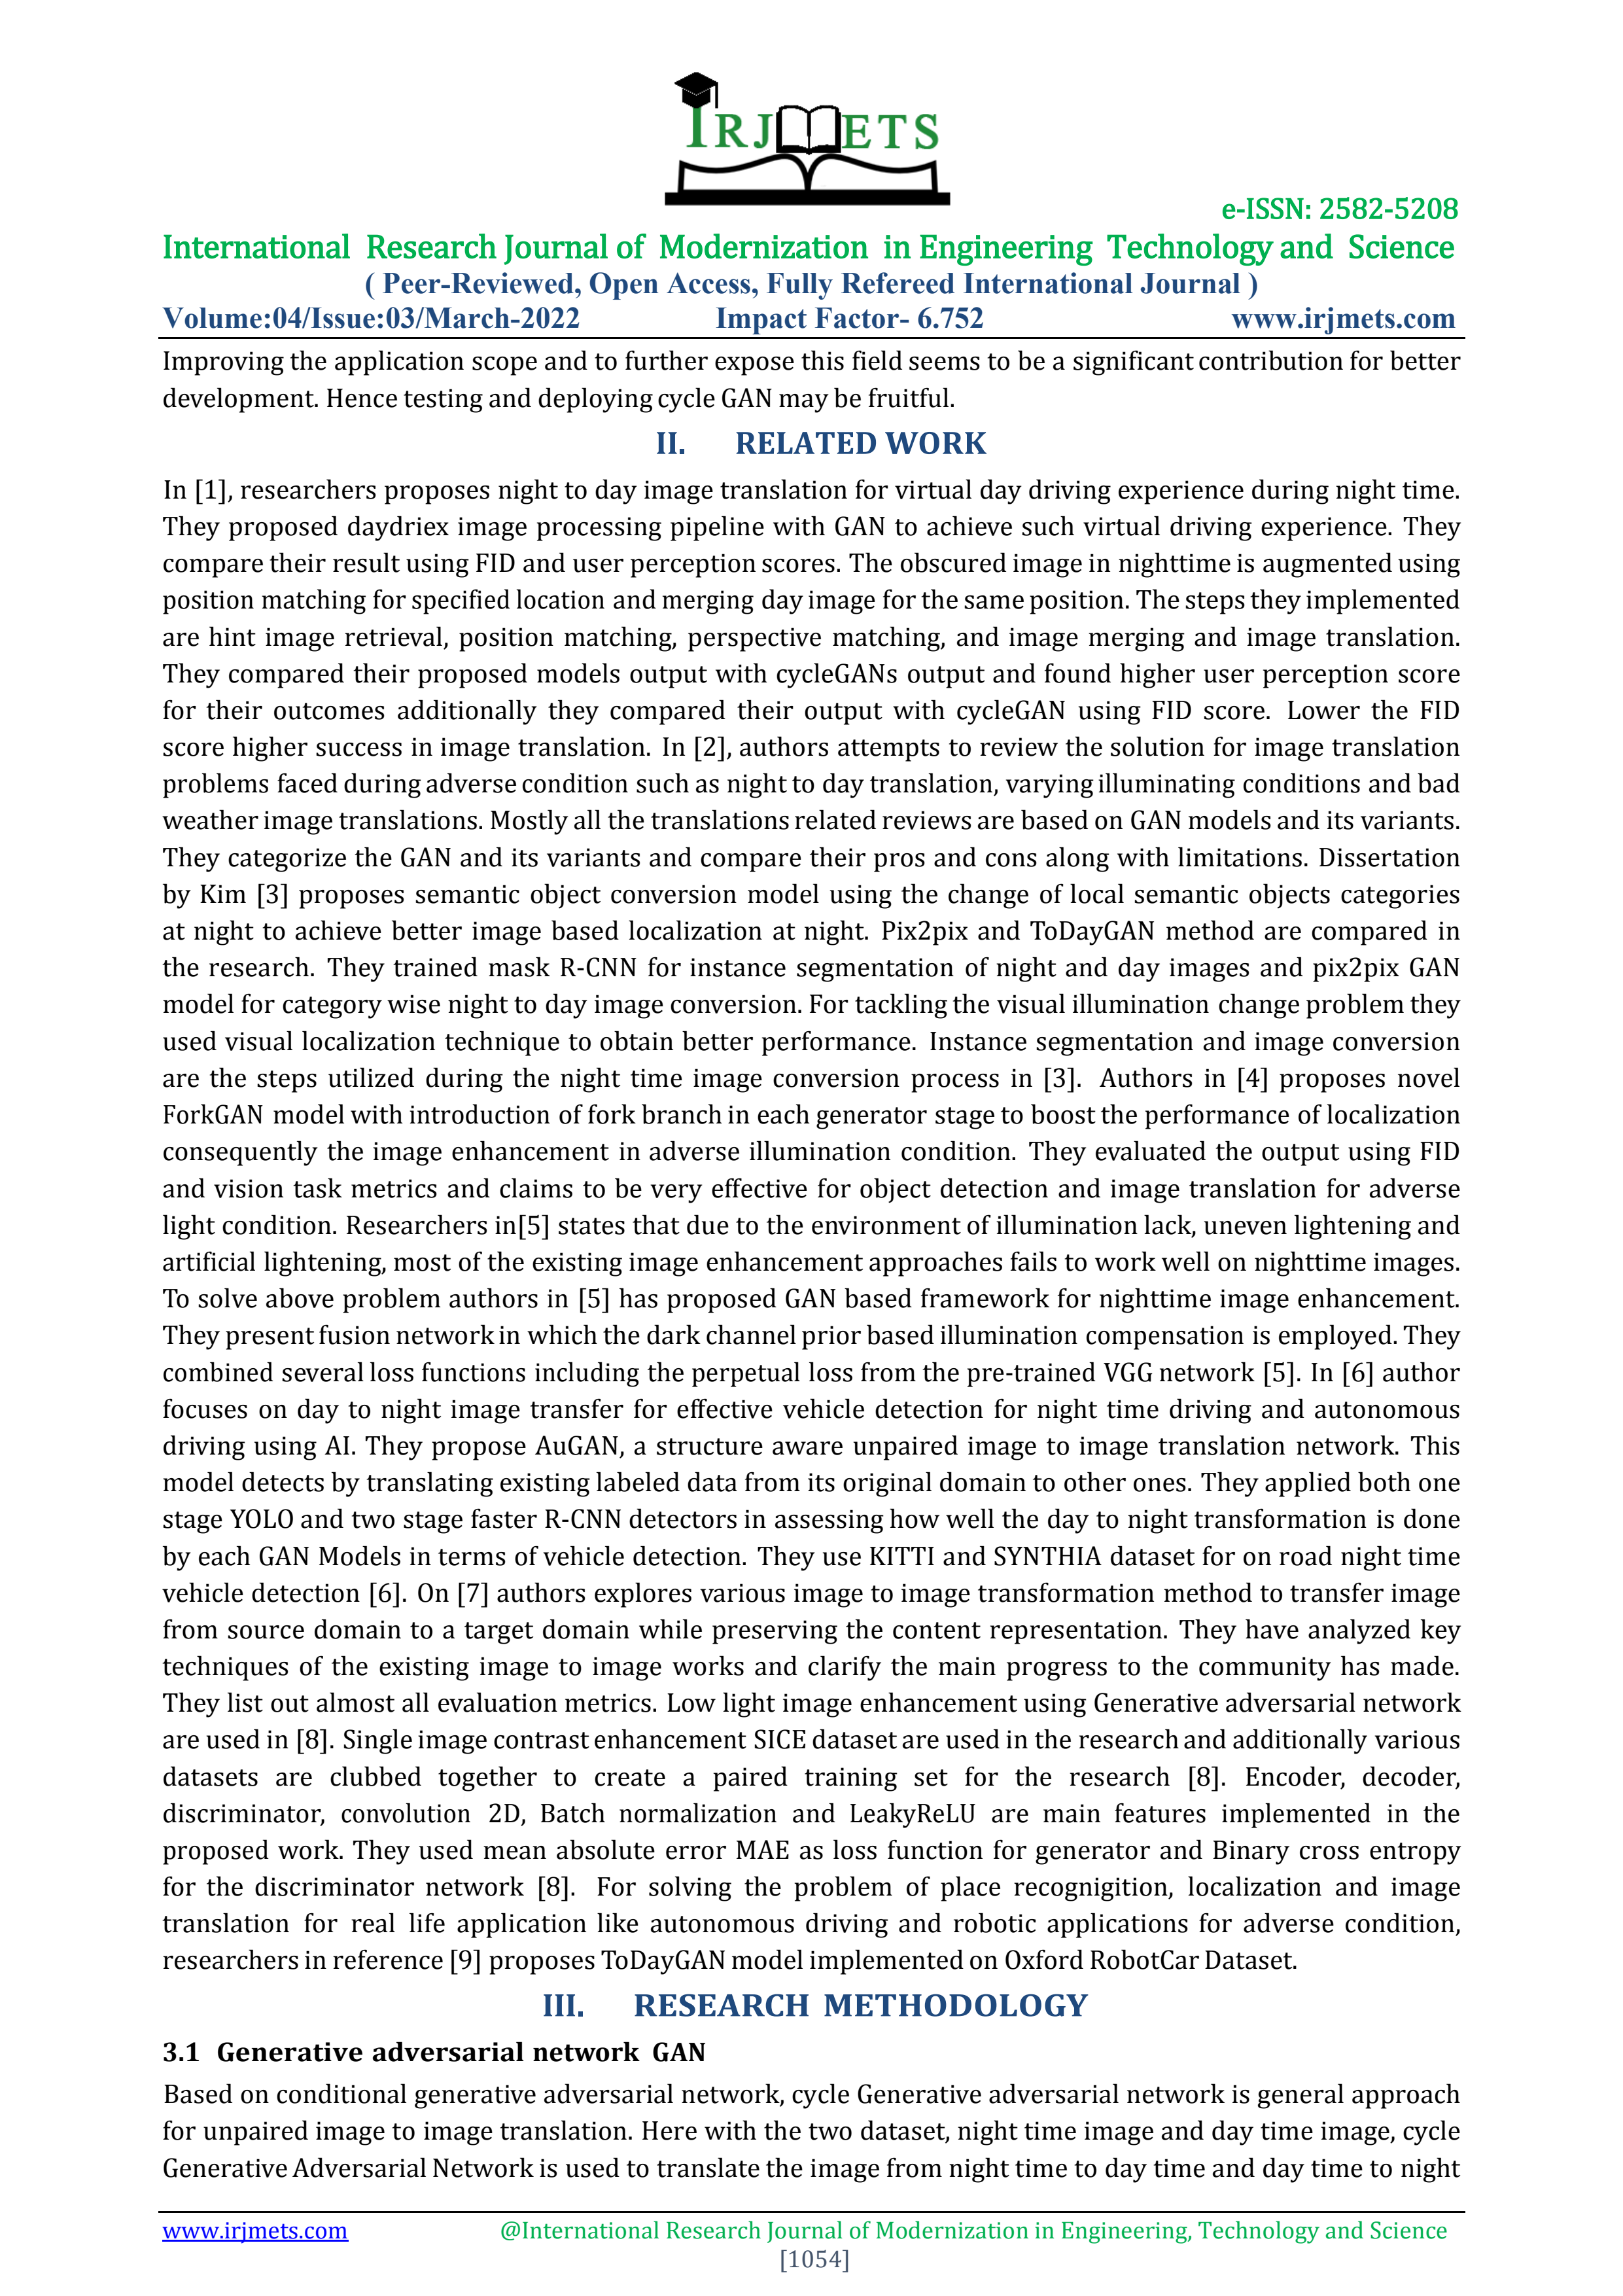 IRJMETS
e-ISSN: 2582-5208
International Research Journal of Modernization in Engineering Technology and Science
( Peer-Reviewed, Open Access, Fully Refereed International Journal )
Volume:04/Issue:03/March-2022 Impact Factor- 6.752 www.irjmets.com
Improving the application scope and to further expose this field seems to be a significant contribution for better
development. Hence testing and deploying cycle GAN may be fruitful.
II. RELATED WORK
In [1], researchers proposes night to day image translation for virtual day driving experience during night time.
They proposed daydriex image processing pipeline with GAN to achieve such virtual driving experience. They
compare their result using FID and user perception scores. The obscured image in nighttime is augmented using
position matching for specified location and merging day image for the same position. The steps they implemented
are hint image retrieval, position matching, perspective matching, and image merging and image translation.
They compared their proposed models output with cycleGANs output and found higher user perception score
for their outcomes additionally they compared their output with cycleGAN using FID score. Lower the FID
score higher success in image translation. In [2], authors attempts to review the solution for image translation
problems faced during adverse condition such as night to day translation, varying illuminating conditions and bad
weather image translations. Mostly all the translations related reviews are based on GAN models and its variants.
They categorize the GAN and its variants and compare their pros and cons along with limitations. Dissertation
by Kim [3] proposes semantic object conversion model using the change of local semantic objects categories
at night to achieve better image based localization at night. Pix2pix and ToDayGAN method are compared in
the research. They trained mask R-CNN for instance segmentation of night and day images and pix2pix GAN
model for category wise night to day image conversion. For tackling the visual illumination change problem they
used visual localization technique to obtain better performance. Instance segmentation and image conversion
are the steps utilized during the night time image conversion process in [3]. Authors in [4] proposes novel
ForkGAN model with introduction of fork branch in each generator stage to boost the performance of localization
consequently the image enhancement in adverse illumination condition. They evaluated the output using FID
and vision task metrics and claims to be very effective for object detection and image translation for adverse
light condition. Researchers in[5] states that due to the environment of illumination lack, uneven lightening and
artificial lightening, most of the existing image enhancement approaches fails to work well on nighttime images.
To solve above problem authors in [5] has proposed GAN based framework for nighttime image enhancement.
They present fusion network in which the dark channel prior based illumination compensation is employed. They
combined several loss functions including the perpetual loss from the pre-trained VGG network [5]. In [6] author
focuses on day to night image transfer for effective vehicle detection for night time driving and autonomous
driving using AI. They propose AuGAN, a structure aware unpaired image to image translation network. This
model detects by translating existing labeled data from its original domain to other ones. They applied both one
stage YOLO and two stage faster R-CNN detectors in assessing how well the day to night transformation is done
by each GAN Models in terms of vehicle detection. They use KITTI and SYNTHIA dataset for on road night time
vehicle detection [6]. On [7] authors explores various image to image transformation method to transfer image
from source domain to a target domain while preserving the content representation. They have analyzed key
techniques of the existing image to image works and clarify the main progress to the community has made.
They list out almost all evaluation metrics. Low light image enhancement using Generative adversarial network
are used in [8]. Single image contrast enhancement SICE dataset are used in the research and additionally various
datasets are clubbed together to create a paired training set for the research [8]. Encoder, decoder,
discriminator, convolution 2D, Batch normalization and LeakyReLU are main features implemented in the
proposed work. They used mean absolute error MAE as loss function for generator and Binary cross entropy
for the discriminator network [8]. For solving the problem of place recognigition, localization and image
translation for real life application like autonomous driving and robotic applications for adverse condition,
researchers in reference [9] proposes ToDayGAN model implemented on Oxford RobotCar Dataset.
III. RESEARCH METHODOLOGY
3.1 Generative adversarial network GAN
Based on conditional generative adversarial network, cycle Generative adversarial network is general approach
for unpaired image to image translation. Here with the two dataset, night time image and day time image, cycle
Generative Adversarial Network is used to translate the image from night time to day time and day time to night
www.irjmets.com @International Research Journal of Modernization in Engineering, Technology and Science
[1054]